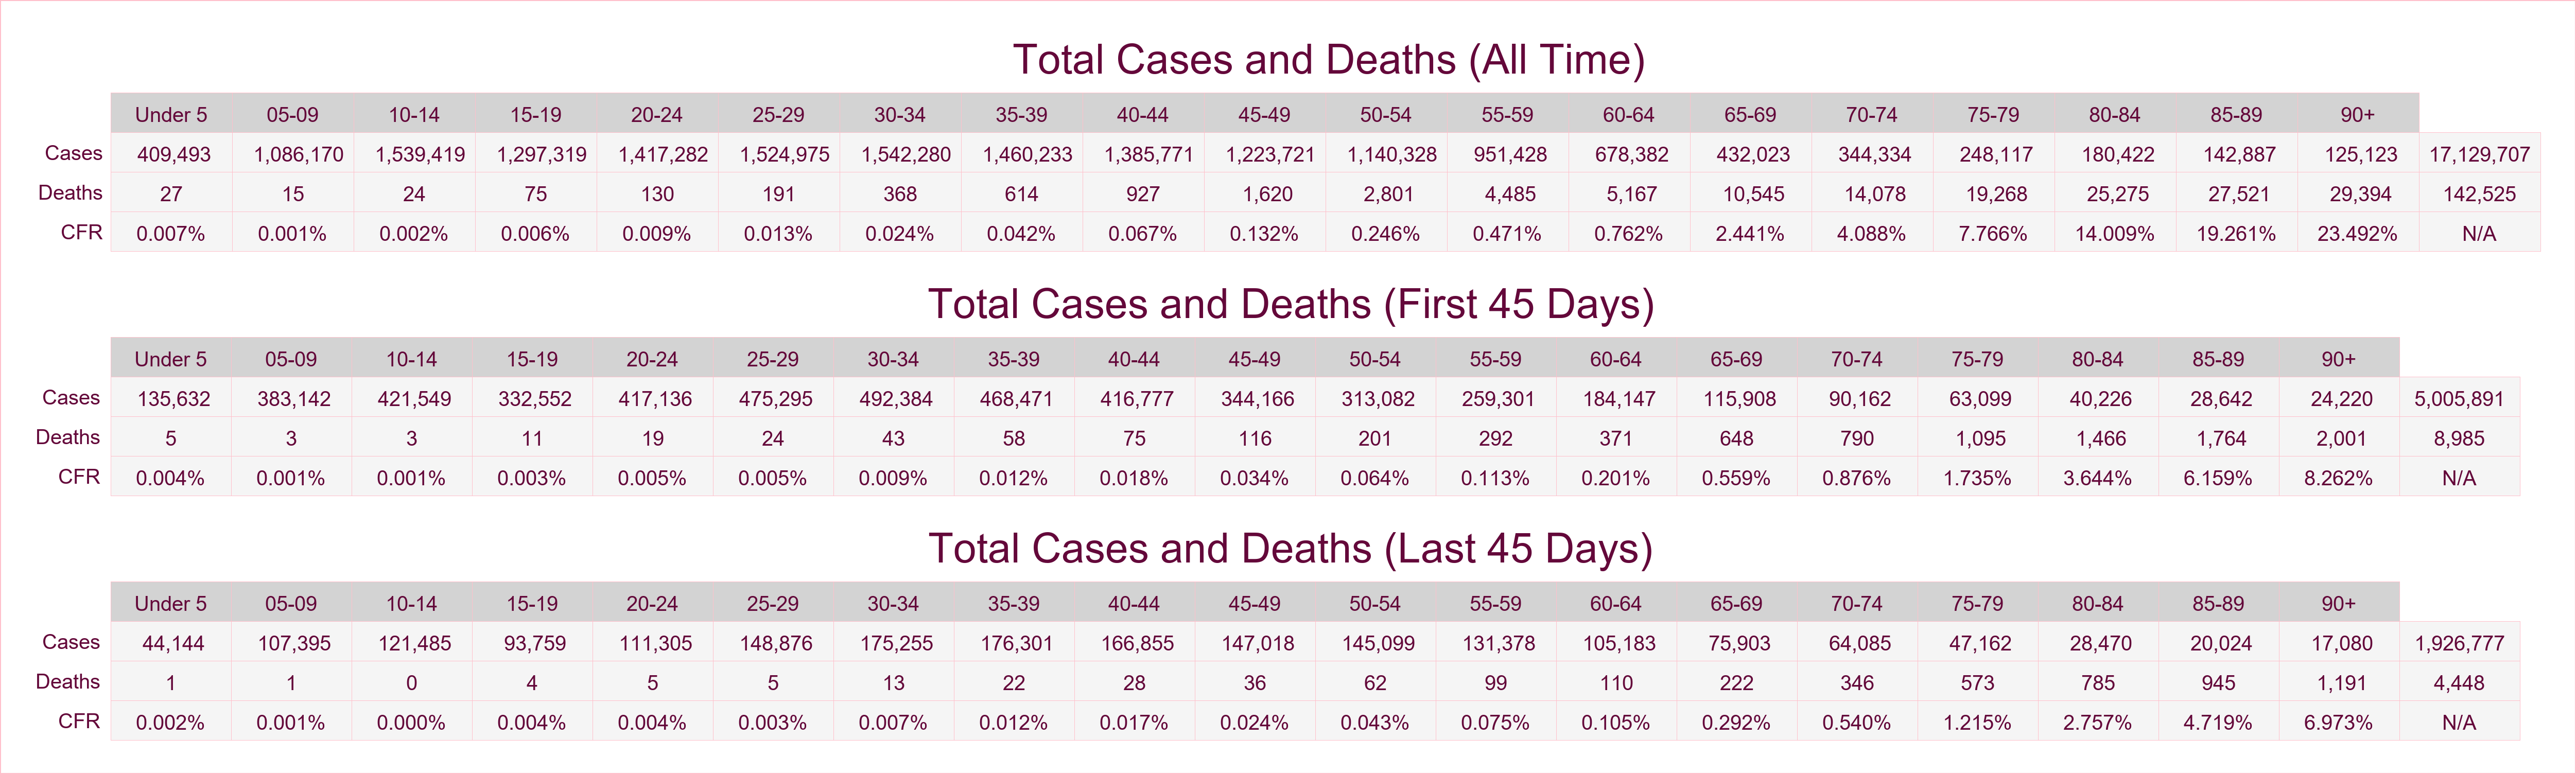 Total Cases and Deaths (All Time)
Under 5 05-09 10-14 15-19 20-24 25-29 30-34 35-39 40-44 45-49 50-54 55-59 60-64 65-69 70-74 75-79 80-84 85-89 90+
Cases 409,493 1,086,170 1,539,419 1,297,319 1,417,282 1,524,975 1,542,280 1,460,233 1,385,771 1,223,721 1,140,328 951,428 678,382 432,023 344,334 248,117 180,422 142,887 125,123 17,129,707
Deaths 27 15 24 75 130 191 368 614 927 1,620 2,801 4,485 5,167 10,545 14,078 19,268 25,275 27,521 29,394 142,525
CFR 0.007% 0.001% 0.002% 0.006% 0.009% 0.013% 0.024% 0.042% 0.067% 0.132% 0.246% 0.471% 0.762% 2.441% 4.088% 7.766% 14.009% 19.261% 23.492% N/A
Total Cases and Deaths (First 45 Days)
Under 5 05-09 10-14 15-19 20-24 25-29 30-34 35-39 40-44 45-49 50-54 55-59 60-64 65-69 70-74 75-79 80-84 85-89 90+
Cases 135,632 383,142 421,549 332,552 417,136 475,295 492,384 468,471 416,777 344,166 313,082 259,301 184,147 115,908 90,162 63,099 40,226 28,642 24,220 5,005,891
Deaths 5 3 3 11 19 24 43 58 75 116 201 292 371 648 790 1,095 1,466 1,764 2,001 8,985
CFR 0.004% 0.001% 0.001% 0.003% 0.005% 0.005% 0.009% 0.012% 0.018% 0.034% 0.064% 0.113% 0.201% 0.559% 0.876% 1.735% 3.644% 6.159% 8.262% N/A
Total Cases and Deaths (Last 45 Days)
Under 5 05-09 10-14 15-19 20-24 25-29 30-34 35-39 40-44 45-49 50-54 55-59 60-64 65-69 70-74 75-79 80-84 85-89 90+
Cases 44,144 107,395 121,485 93,759 111,305 148,876 175,255 176,301 166,855 147,018 145,099 131,378 105,183 75,903 64,085 47,162 28,470 20,024 17,080 1,926,777
Deaths 1 1 0 4 5 5 13 22 28 36 62 99 110 222 346 573 785 945 1,191 4,448
CFR 0.002% 0.001% 0.000% 0.004% 0.004% 0.003% 0.007% 0.012% 0.017% 0.024% 0.043% 0.075% 0.105% 0.292% 0.540% 1.215% 2.757% 4.719% 6.973% N/A